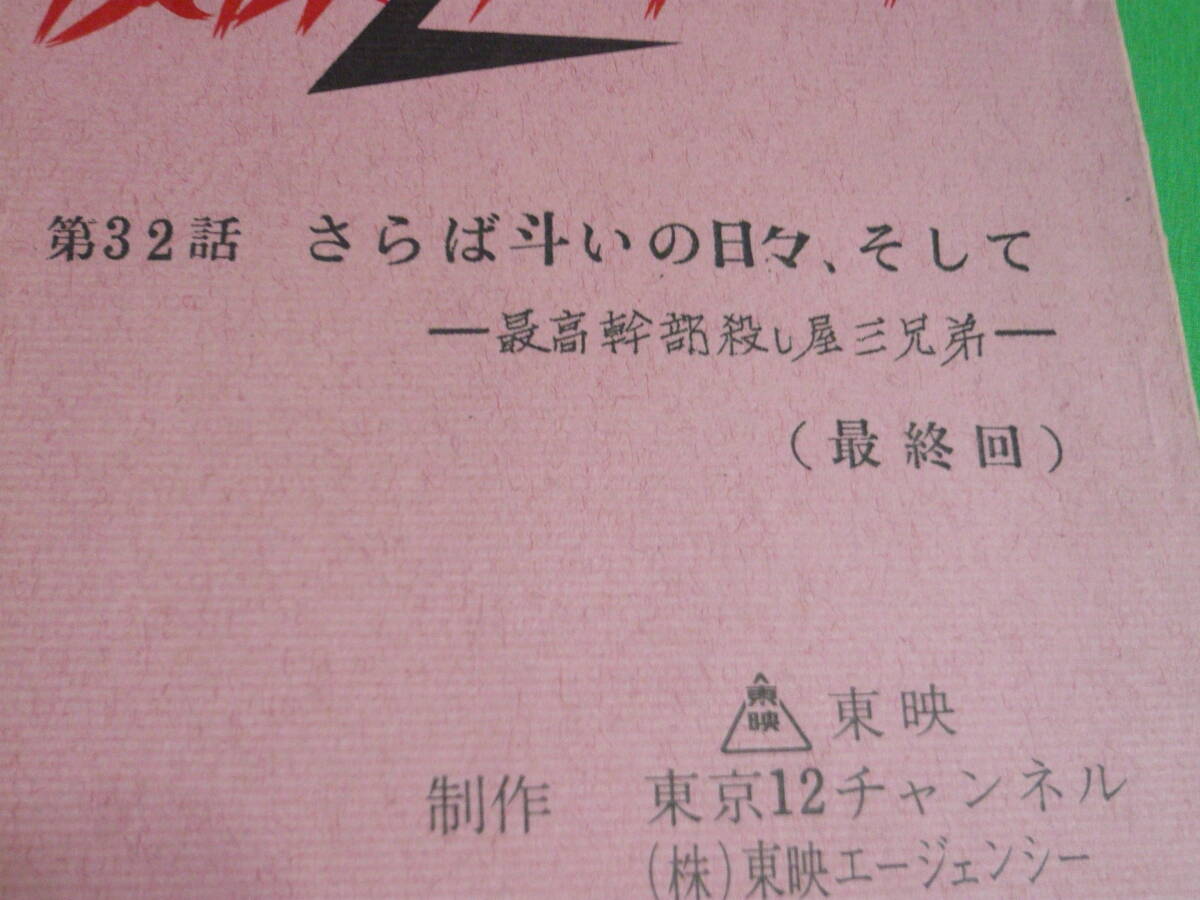 第32話 さらば斗いの日々、そして
―最高幹部殺し屋三兄弟―
(最終回)
東映 東映
制作 東京12チャンネル
(株)東映エージェンシー